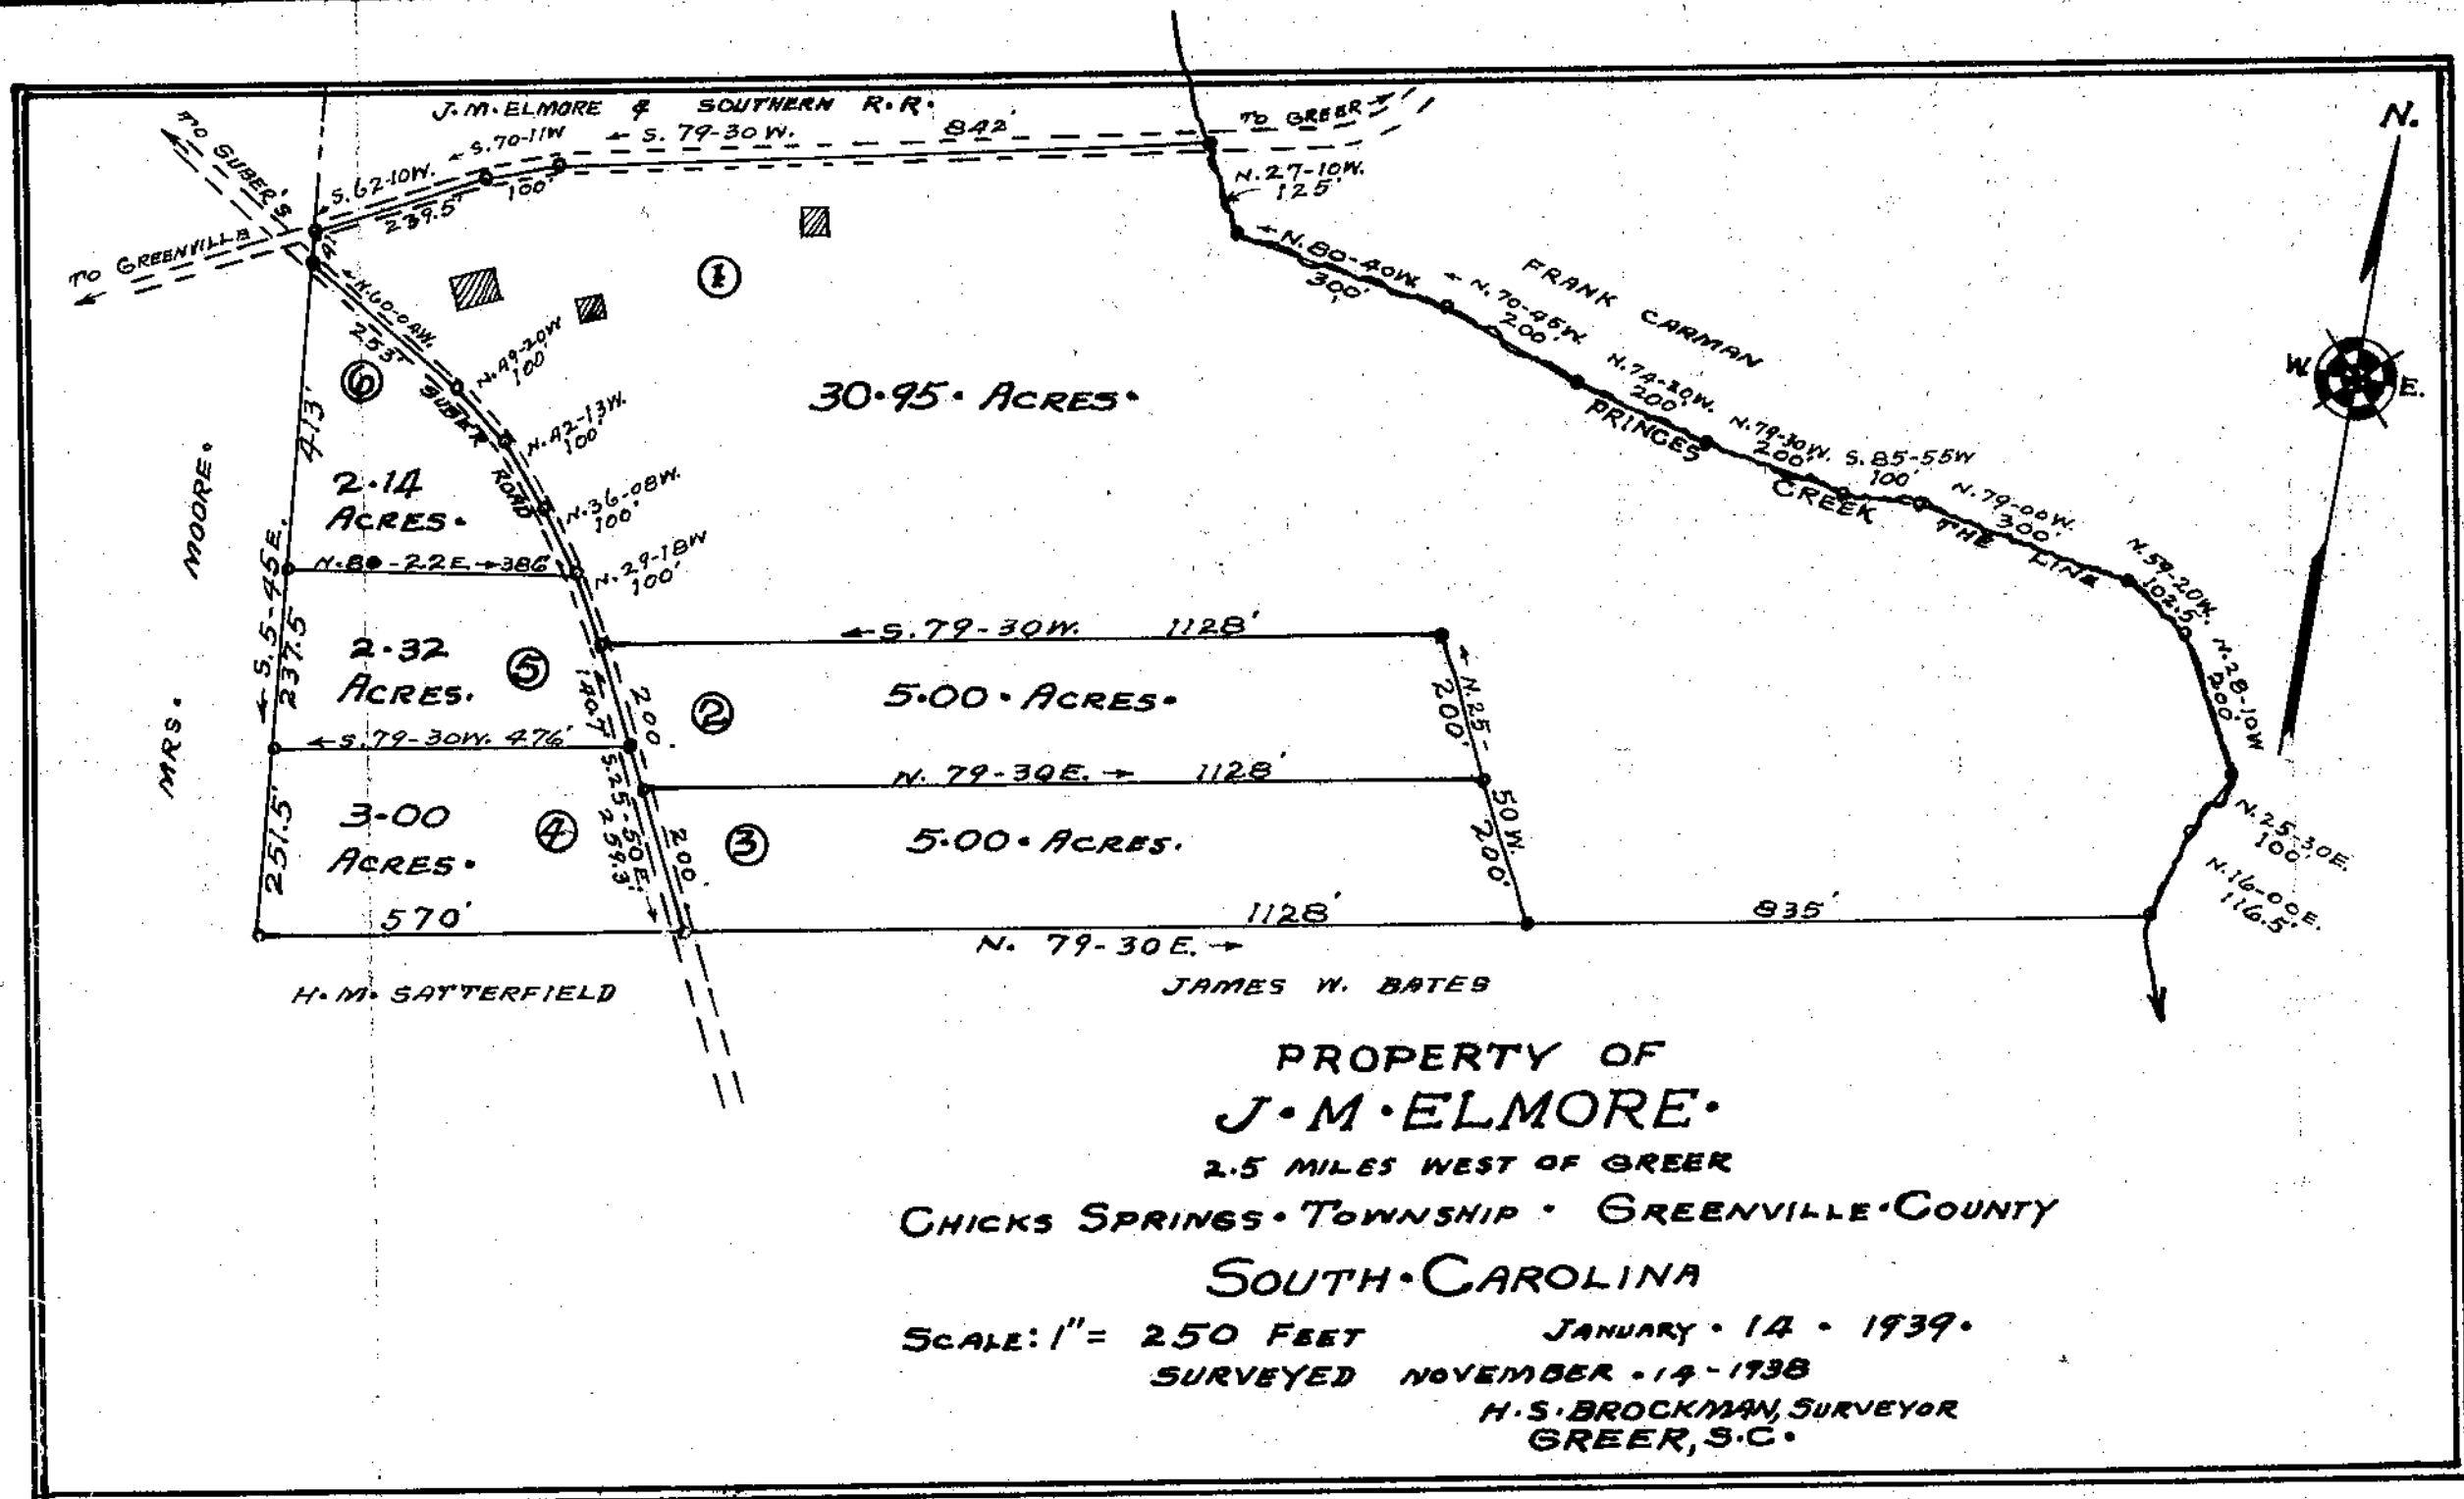 J.M. ELMORE & SOUTHERN R.R.
TO SUBER'S
TO GREENVILLE
TO GREER
S. 62-10W.
239.5'
S. 70-11W
100'
← S. 79-30 W. 842'
N. 27-10W.
125'
N.
W. E.
← N. 80-40W.
300'
← N. 70-45W.
200'
FRANK CARMAN
N. 74-20W.
200'
N. 79-30W.
200'
S. 85-55W
100'
N. 79-00W.
300'
N. 59-20W.
102.5
N. 28-10W
200'
N. 25-30E.
100'
N. 16-00E.
116.5'
PRINCES CREEK THE LINE
41'
N. 60-04W.
253'
N. 49-20W
100'
N. 42-13W.
100'
N. 36-08W.
100'
N. 29-18W
100'
SUBER ROAD
1
30.95 • ACRES •
6
413'
2.14
ACRES •
MRS. MOORE.
← S. 5-45E.
N. 80-22E. → 386'
237.5
2.32
ACRES.
5
140.7
200'
← S. 79-30W. 1128'
2
5.00 • ACRES •
← N. 25-50W.
200'
← S. 79-30W. 476'
N. 79-30E. → 1128'
251.5'
3.00
ACRES •
4
S. 25-50E.
259.3'
200'
3
5.00 • ACRES.
200'
570' 1128' 835'
N. 79-30E. →
H. M. SATTERFIELD
JAMES W. BATES
PROPERTY OF
J • M • ELMORE •
2.5 MILES WEST OF GREER
CHICKS SPRINGS • TOWNSHIP • GREENVILLE • COUNTY
SOUTH • CAROLINA
SCALE: 1" = 250 FEET JANUARY • 14 • 1939 •
SURVEYED NOVEMBER • 14 - 1938
H. S. BROCKMAN, SURVEYOR
GREER, S.C.